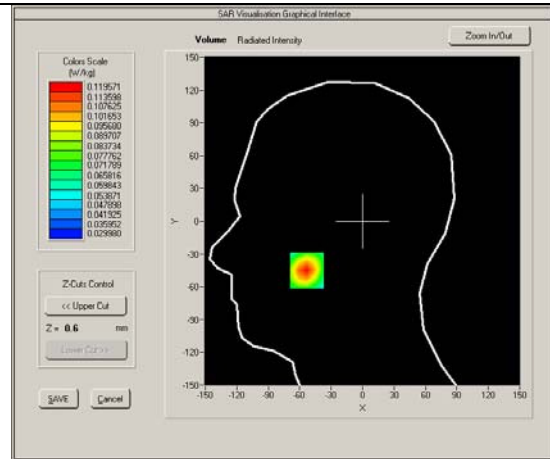 SAR Visualisation Graphical Interface
Volume Radiated Intensity
Zoom In/Out
Colors Scale
(W/kg)
0.119571
0.113598
0.107625
0.101653
0.095680
0.089707
0.083734
0.077762
0.071789
0.065816
0.059843
0.053871
0.047898
0.041925
0.035952
0.029980
Z-Cuts Control
<< Upper Cut
Z = 0.6 mm
Lower Cut >>
SAVE
Cancel
150
120
90
60
30
0
-30
-60
-90
-120
-150
Y
-150 -120 -90 -60 -30 0 30 60 90 120 150
X